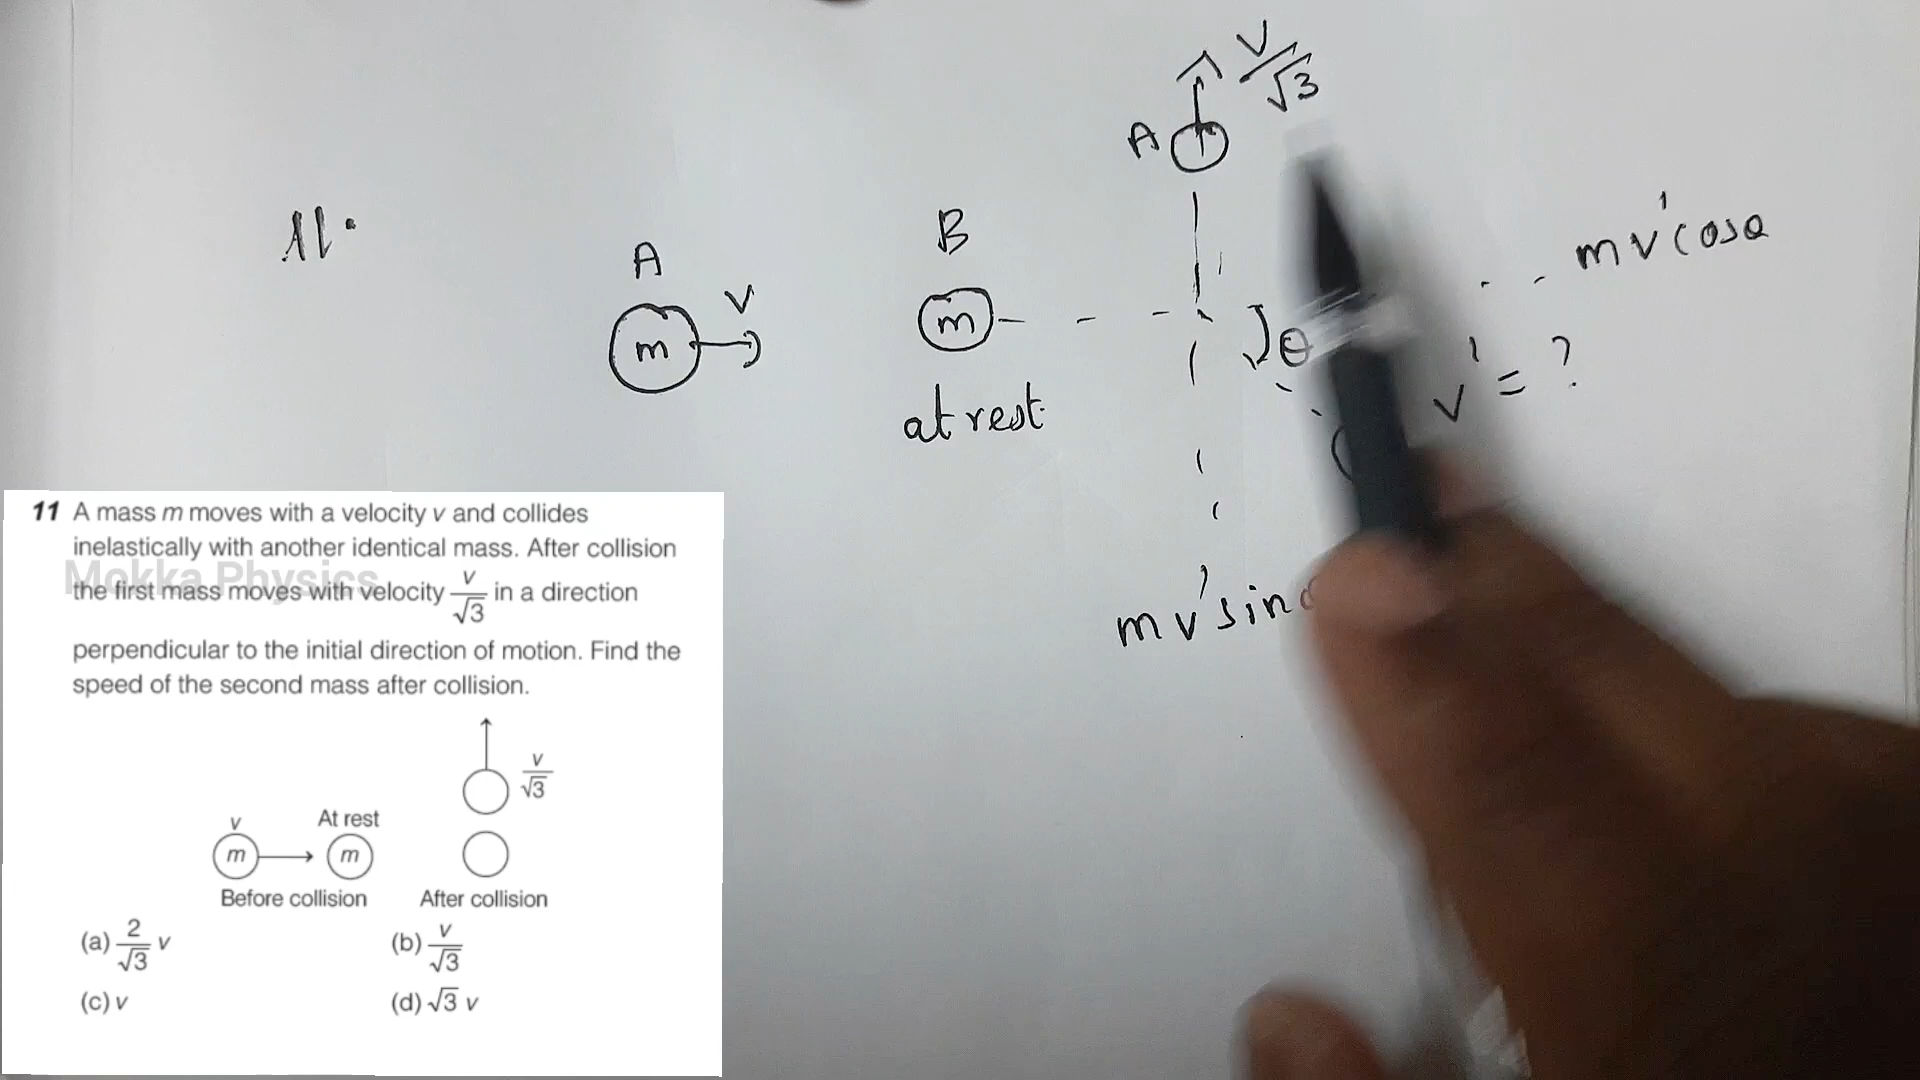 11.
A
v
m
B
m
at rest.
A
V/√3
θ
mv'cosθ
v' = ?
mv'sin
11 A mass m moves with a velocity v and collides
inelastically with another identical mass. After collision
Mokka Physics
the first mass moves with velocity v/√3 in a direction
perpendicular to the initial direction of motion. Find the
speed of the second mass after collision.
v/√3
v
At rest
m
m
Before collision
After collision
(a) 2/√3 v
(b) v/√3
(c) v
(d) √3 v